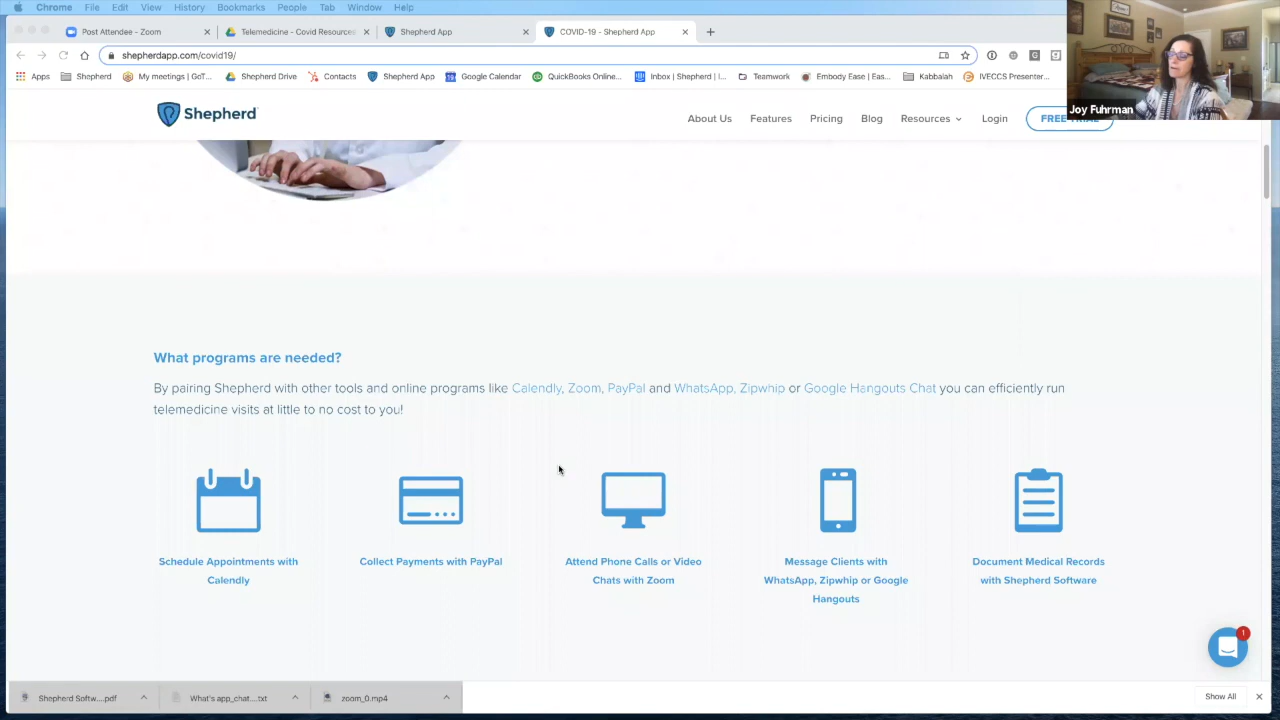 Chrome File Edit View History Bookmarks People Tab Window Help
Post Attendee - Zoom
Telemedicine - Covid Resources
Shepherd App
COVID-19 - Shepherd App
shepherdapp.com/covid19/
Apps Shepherd My meetings | GoT... Shepherd Drive Contacts Shepherd App Google Calendar QuickBooks Online... Inbox | Shepherd | I... Teamwork Embody Ease | Eas... Kabbalah IVECCS Presenter...
Joy Fuhrman
Shepherd
About Us Features Pricing Blog Resources Login FREE TRIAL
What programs are needed?
By pairing Shepherd with other tools and online programs like Calendly, Zoom, PayPal and WhatsApp, Zipwhip or Google Hangouts Chat you can efficiently run
telemedicine visits at little to no cost to you!
Schedule Appointments with
Calendly
Collect Payments with PayPal
Attend Phone Calls or Video
Chats with Zoom
Message Clients with
WhatsApp, Zipwhip or Google
Hangouts
Document Medical Records
with Shepherd Software
1
Shepherd Softw....pdf
What's app_chat....txt
zoom_0.mp4
Show All